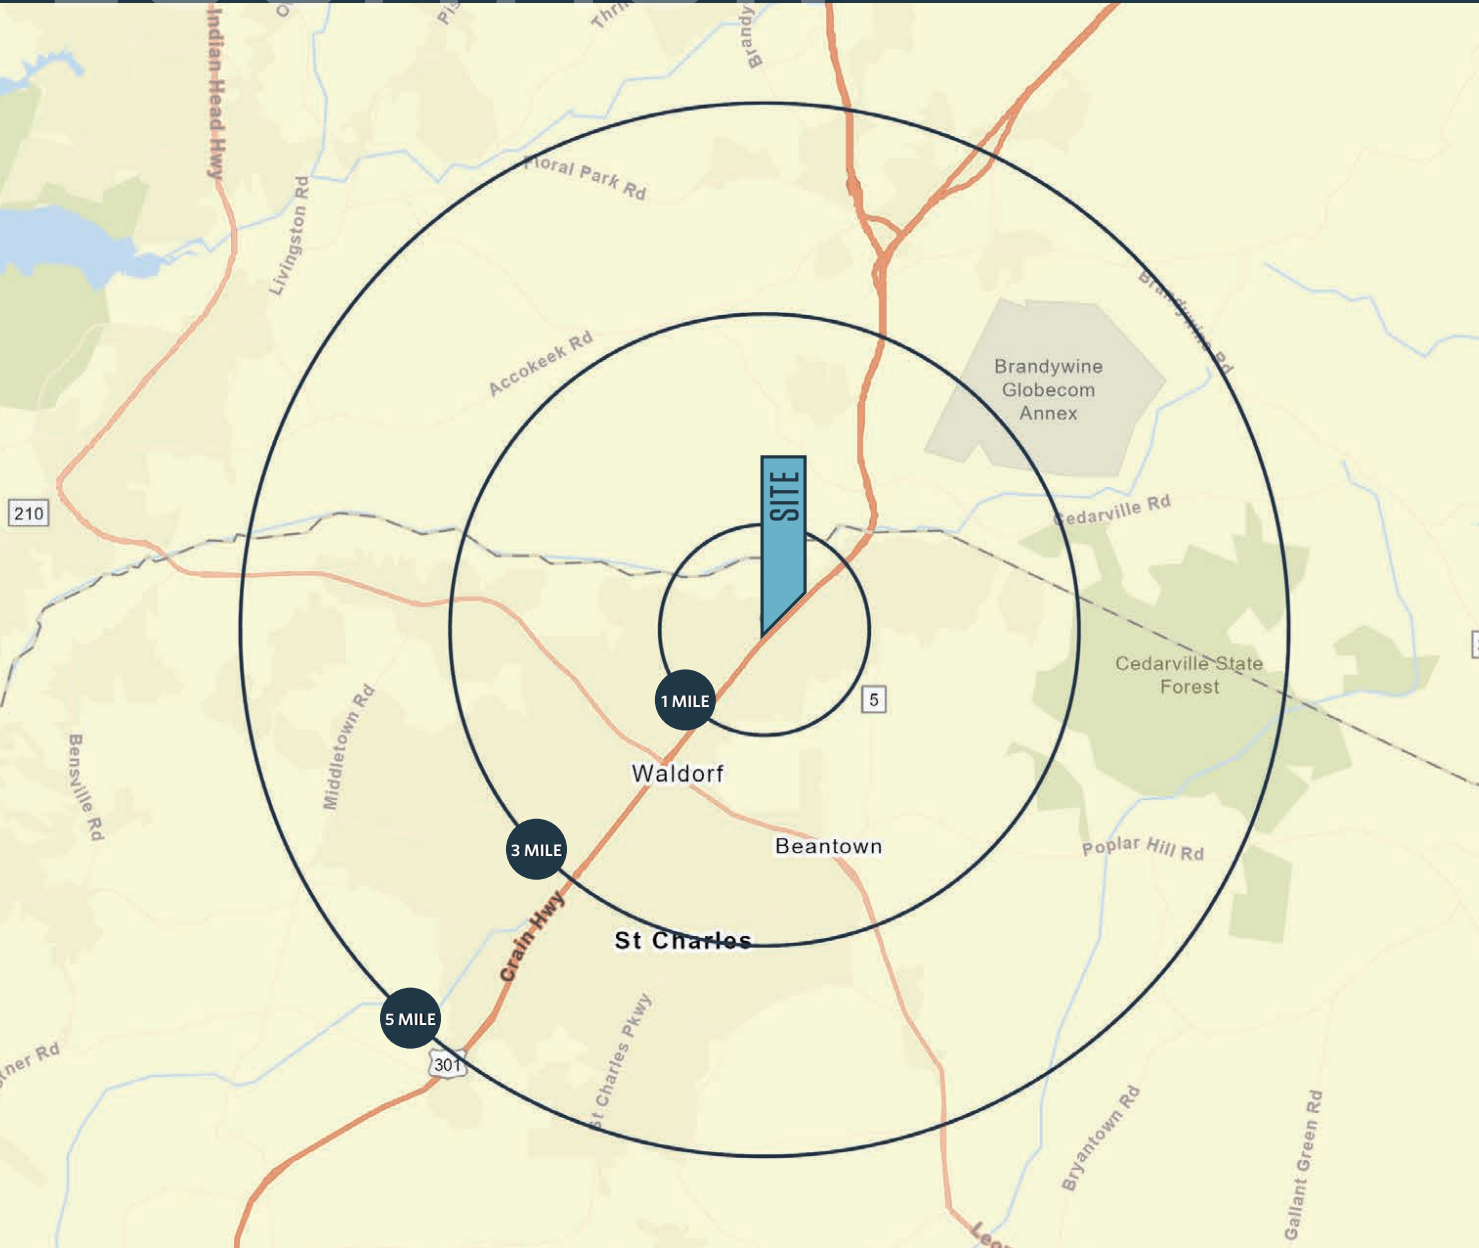 Indian Head Hwy
Floral Park Rd
Livingston Rd
Brandywine Rd
Accokeek Rd
Brandywine
Globecom
Annex
SITE
210
Cedarville Rd
Cedarville State
Forest
1 MILE
5
Middletown Rd
Bensville Rd
Waldorf
3 MILE
Beantown
Poplar Hill Rd
Crain Hwy
St Charles
5 MILE
301
St Charles Pkwy
Bryantown Rd
Gallant Green Rd